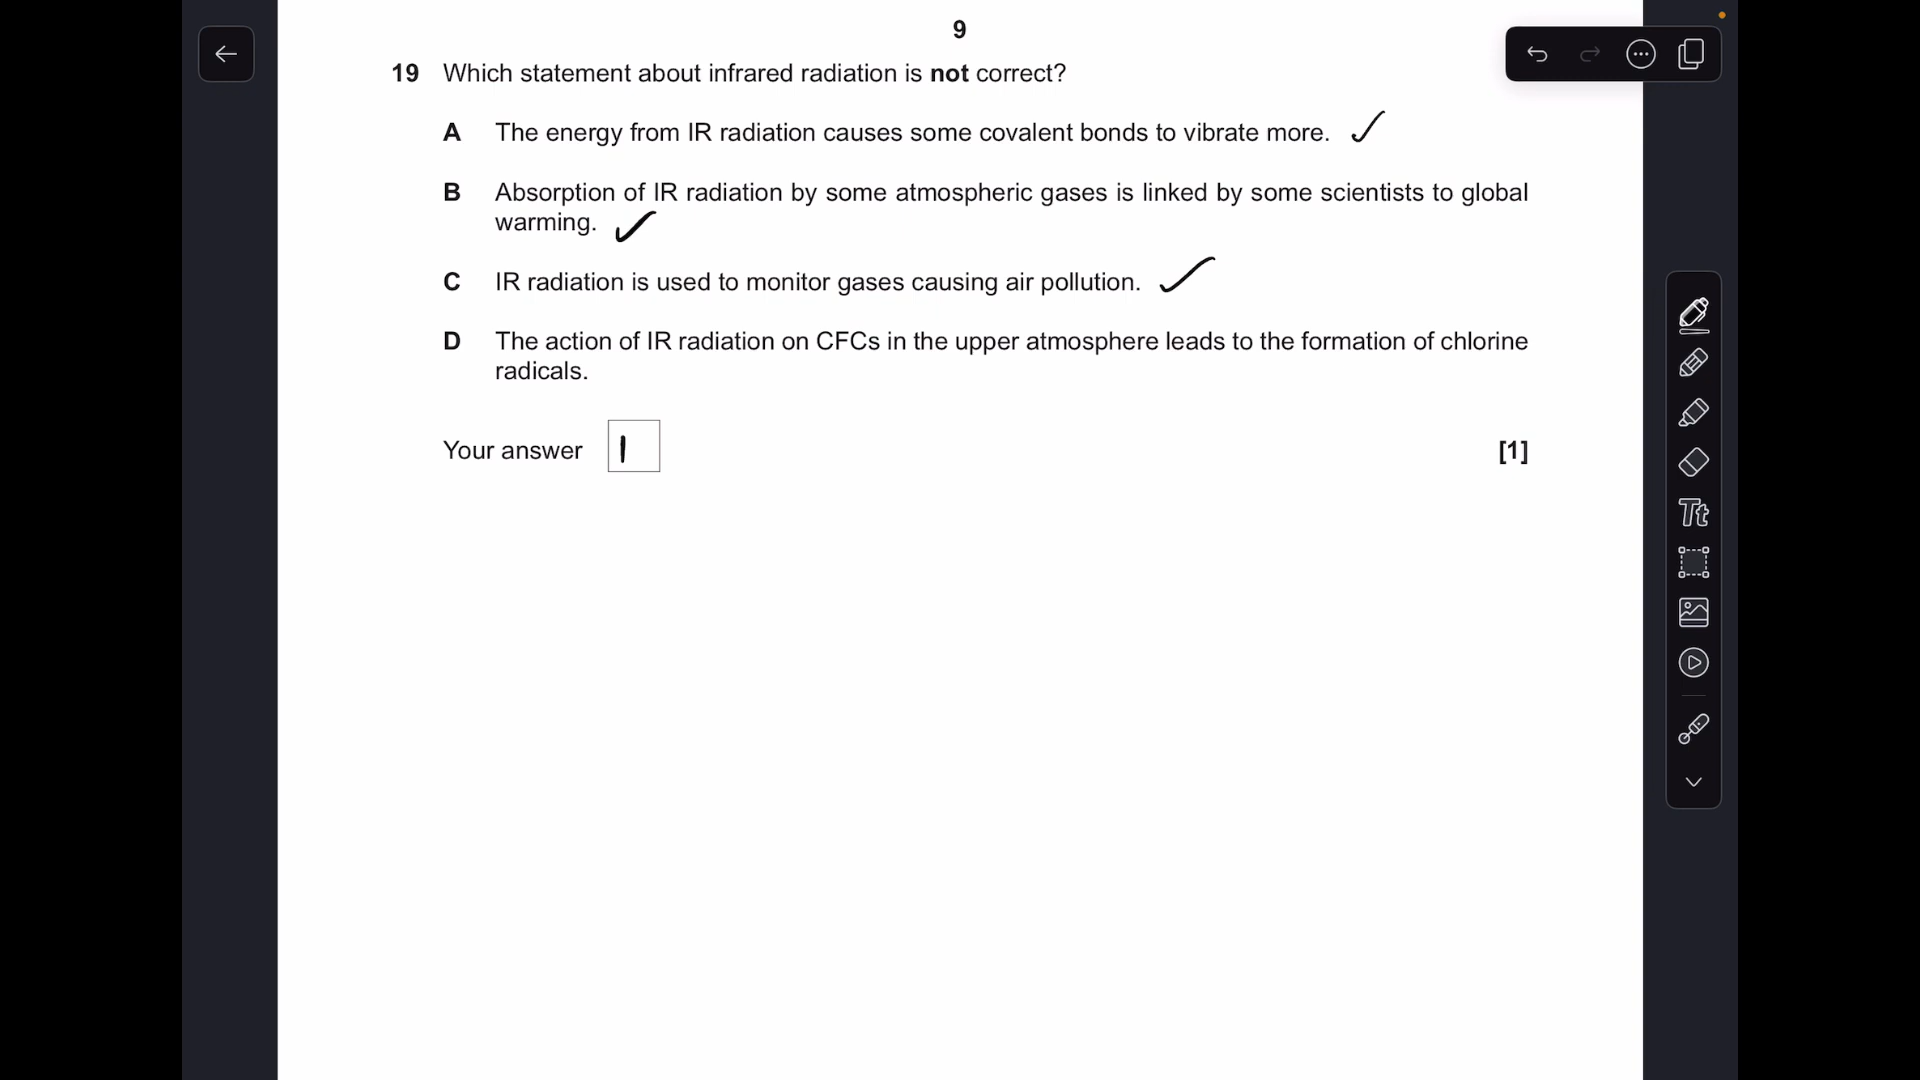 9
19 Which statement about infrared radiation is not correct?
A The energy from IR radiation causes some covalent bonds to vibrate more. ✓
B Absorption of IR radiation by some atmospheric gases is linked by some scientists to global
warming. ✓
C IR radiation is used to monitor gases causing air pollution. ✓
D The action of IR radiation on CFCs in the upper atmosphere leads to the formation of chlorine
radicals.
Your answer [1]
Tt